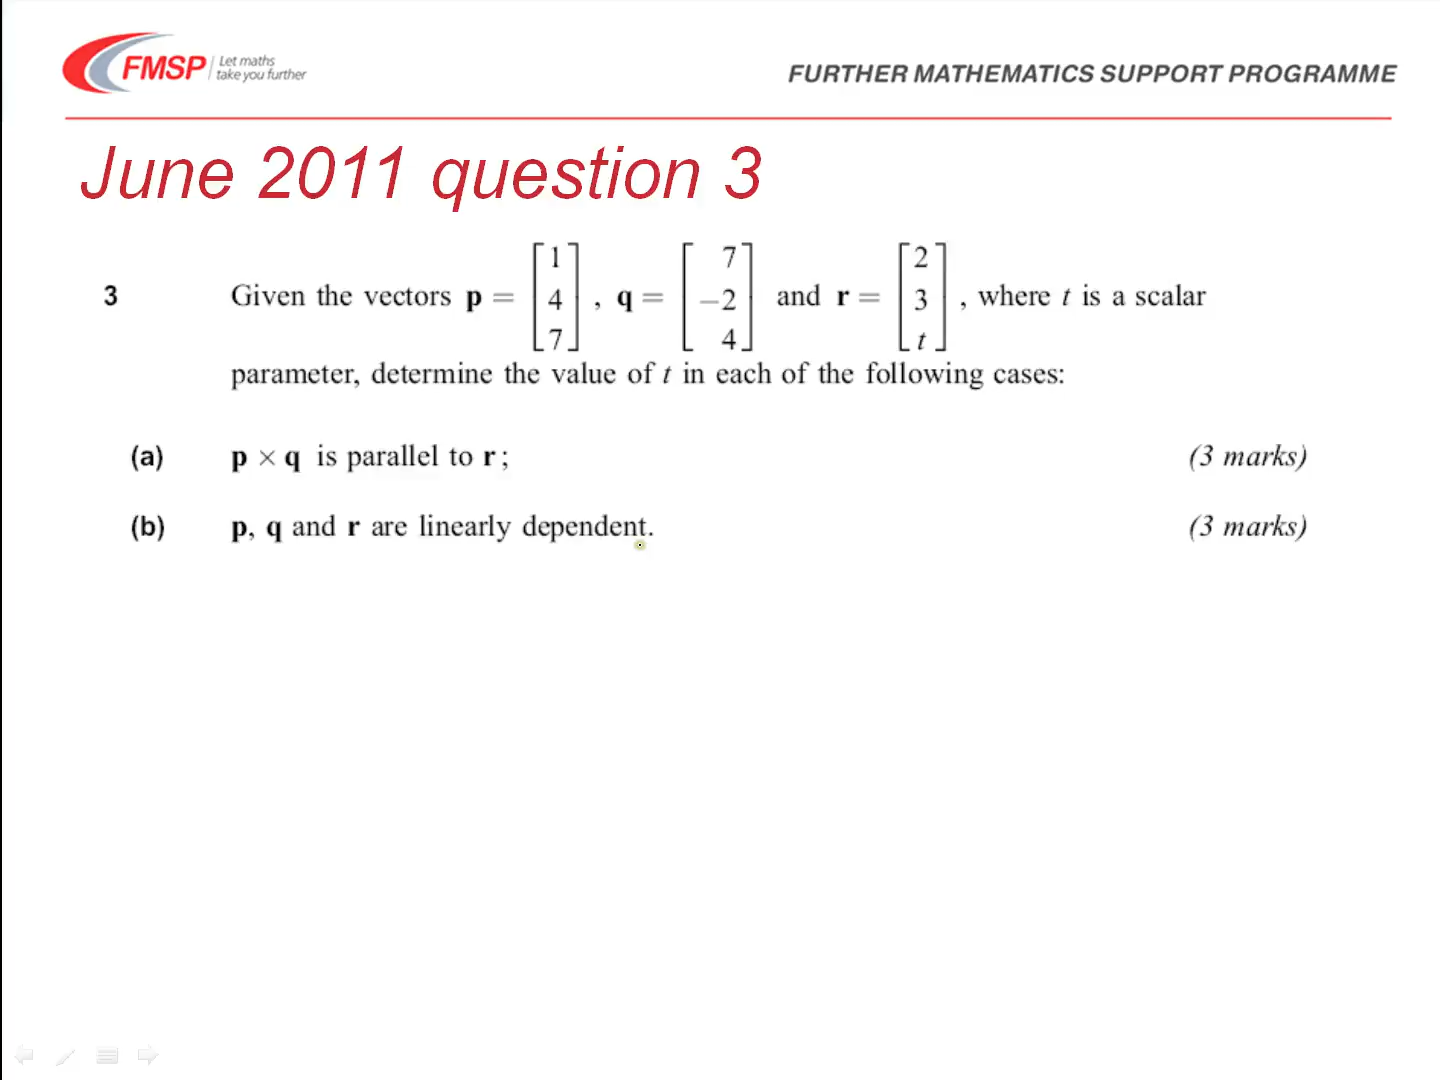 FMSP Let maths take you further
FURTHER MATHEMATICS SUPPORT PROGRAMME
June 2011 question 3
3 Given the vectors p = [1 4 7], q = [7 −2 4] and r = [2 3 t], where t is a scalar
parameter, determine the value of t in each of the following cases:
(a) p × q is parallel to r; (3 marks)
(b) p, q and r are linearly dependent. (3 marks)